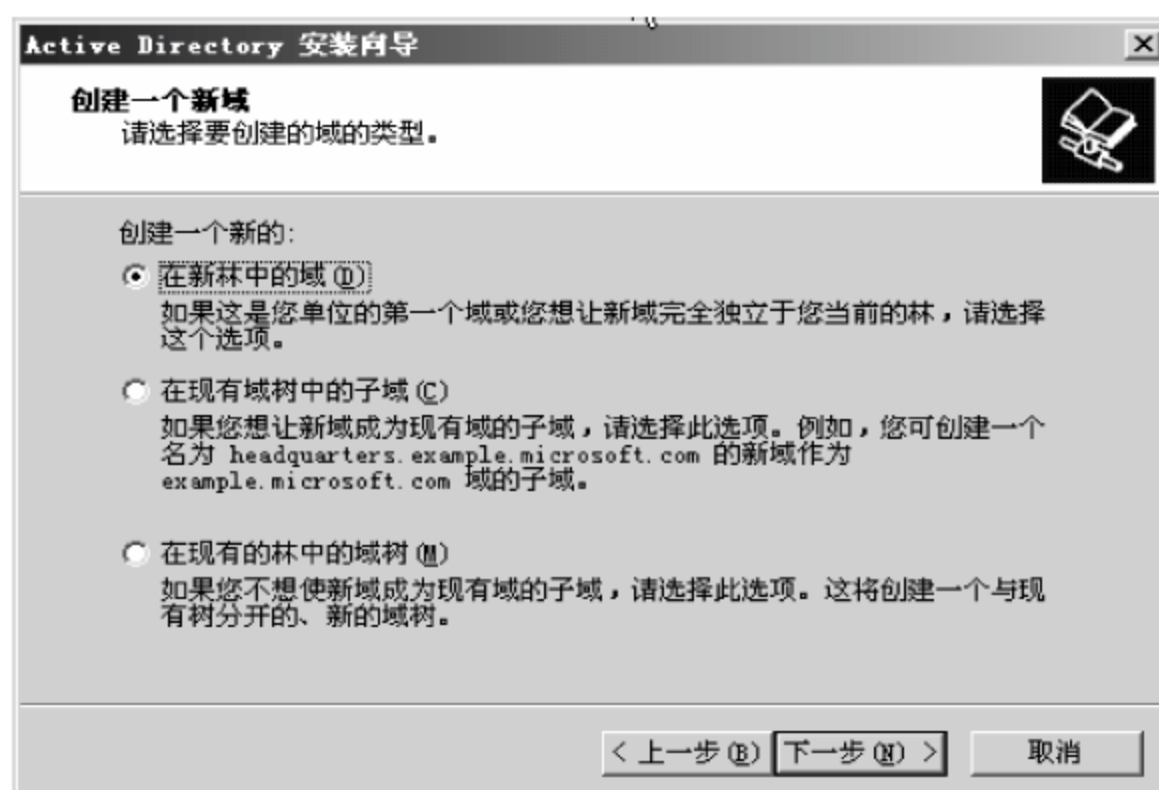 Active Directory 安装向导
创建一个新域
请选择要创建的域的类型。
创建一个新的:
在新林中的域(D)
如果这是您单位的第一个域或您想让新域完全独立于您当前的林，请选择
这个选项。
在现有域树中的子域(C)
如果您想让新域成为现有域的子域，请选择此选项。例如，您可创建一个
名为 headquarters.example.microsoft.com 的新域作为
example.microsoft.com 域的子域。
在现有的林中的域树(M)
如果您不想使新域成为现有域的子域，请选择此选项。这将创建一个与现
有树分开的、新的域树。
< 上一步(B) 下一步(N) > 取消